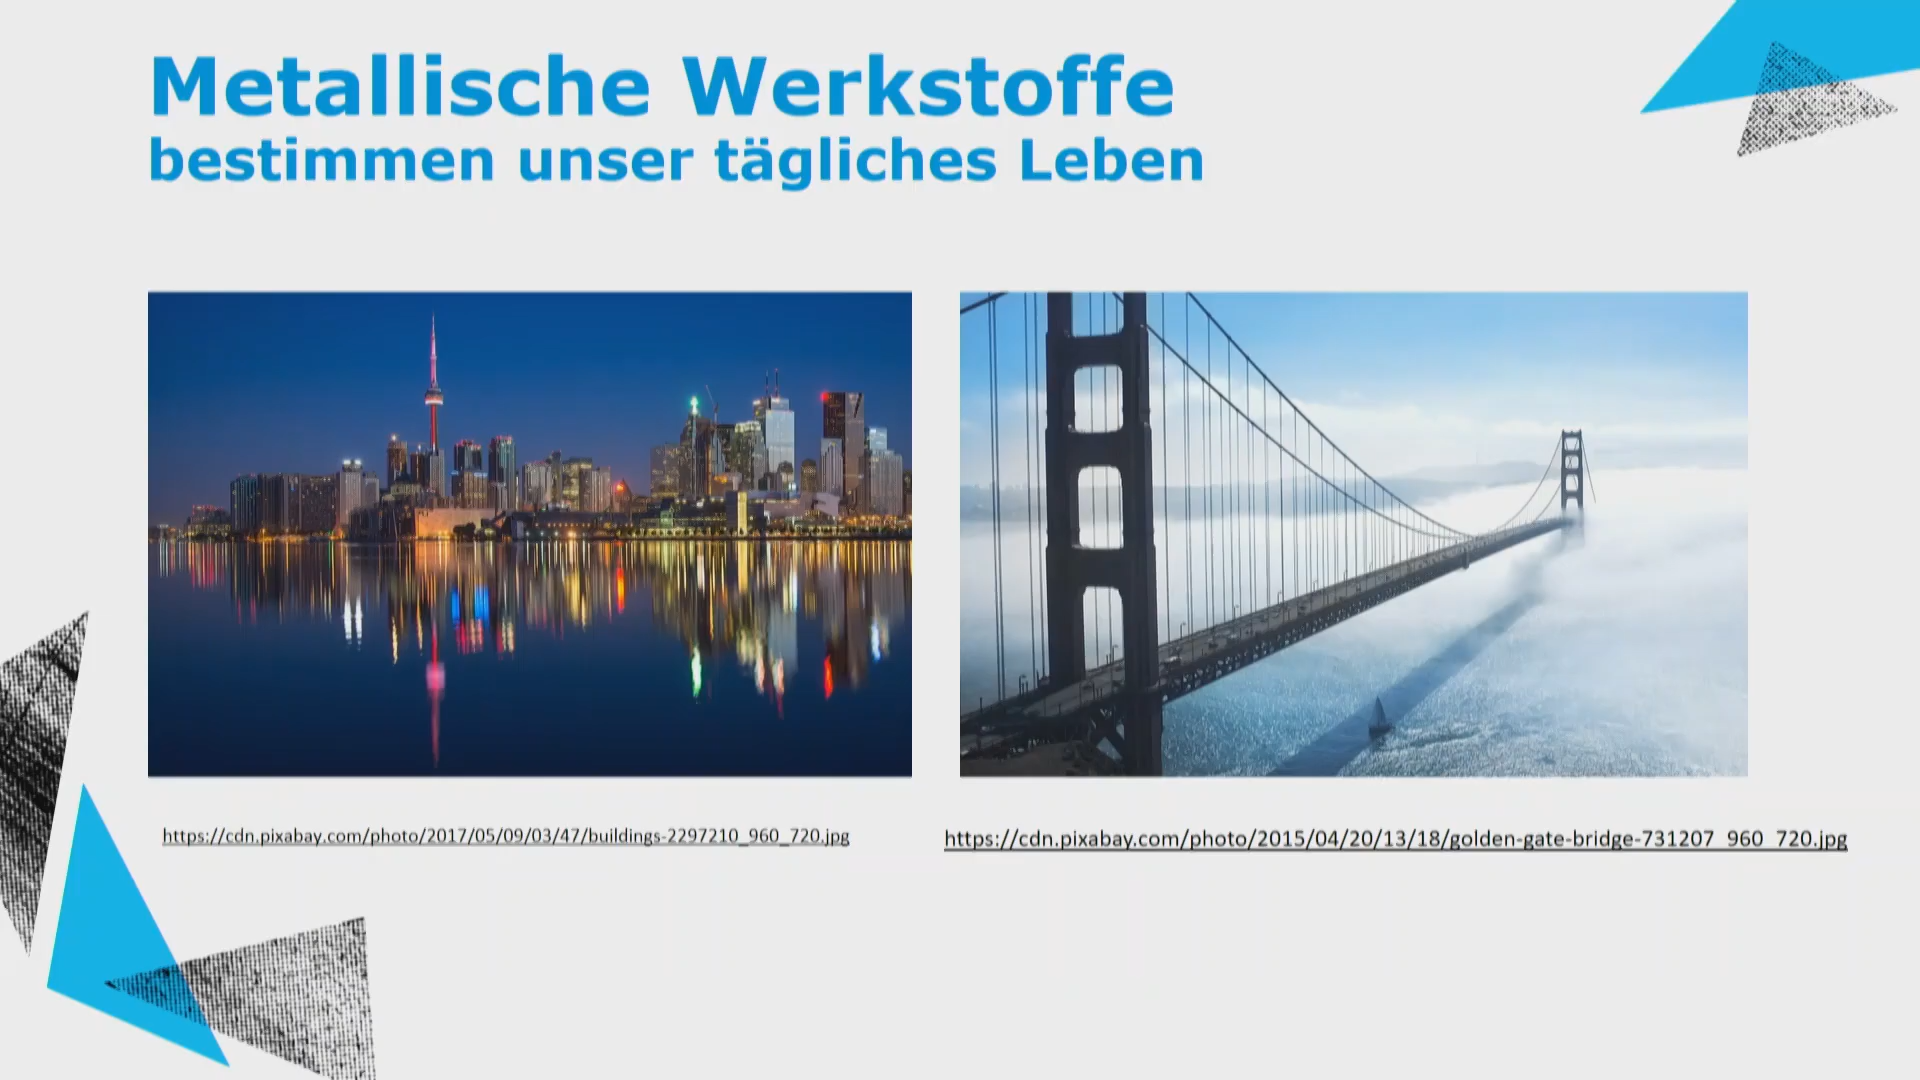 Metallische Werkstoffe
bestimmen unser tägliches Leben
https://cdn.pixabay.com/photo/2017/05/09/03/47/buildings-2297210_960_720.jpg
https://cdn.pixabay.com/photo/2015/04/20/13/18/golden-gate-bridge-731207_960_720.jpg